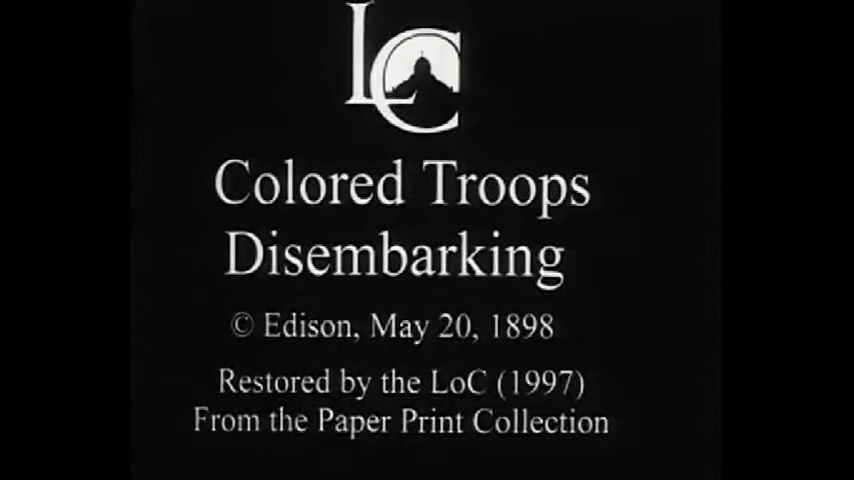 LC
Colored Troops
Disembarking
© Edison, May 20, 1898
Restored by the LoC (1997)
From the Paper Print Collection